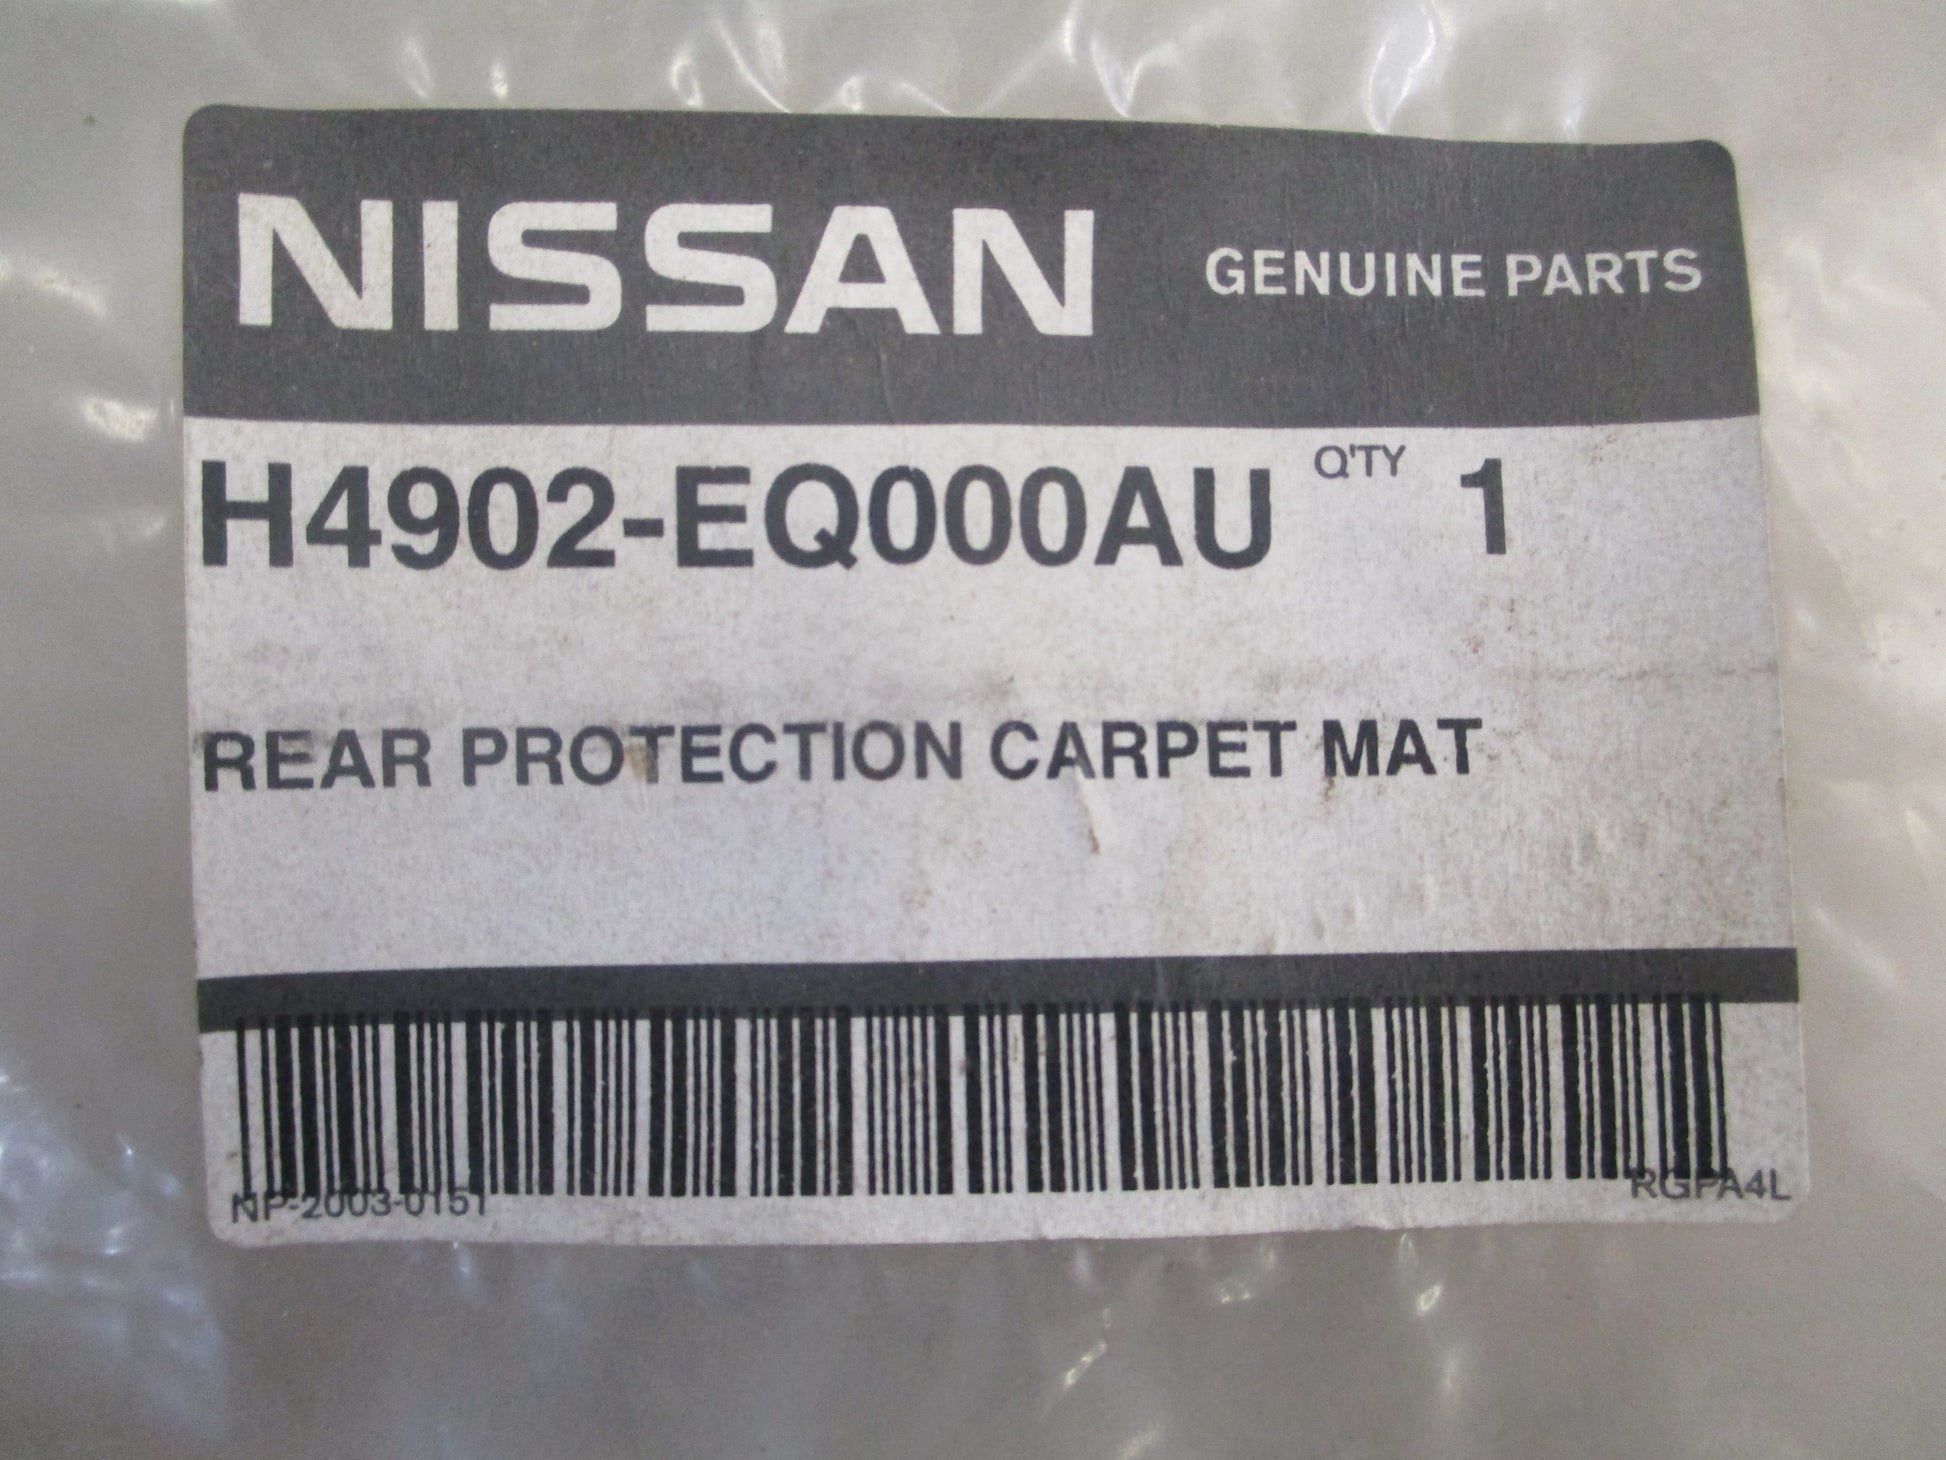 NISSAN GENUINE PARTS
H4902-EQ000AU Q'TY 1
REAR PROTECTION CARPET MAT
NP-2003-0151 RGPA4L